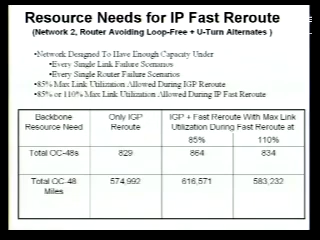 Resource Needs for IP Fast Reroute
(Network 2, Router Avoiding Loop-Free + U-Turn Alternates )
•Network Designed To Have Enough Capacity Under
•Every Single Link Failure Scenarios
•Every Single Router Failure Scenarios
•85% Max Link Utilization Allowed During IGP Reroute
•85% or 110% Max Link Utilization Allowed During IP Fast Reroute
Backbone Resource Need
Only IGP Reroute
IGP + Fast Reroute With Max Link Utilization During Fast Reroute at
85% 110%
Total OC-48s 829 864 834
Total OC-48 Miles 574,992 616,571 583,232